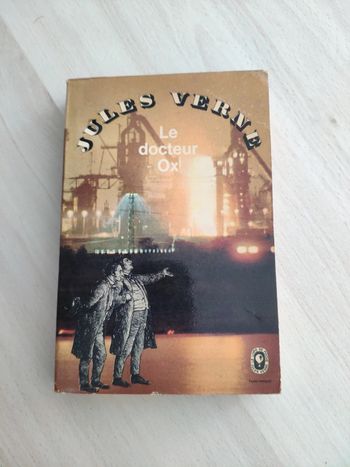 JULES VERNE
Le
docteur
Ox